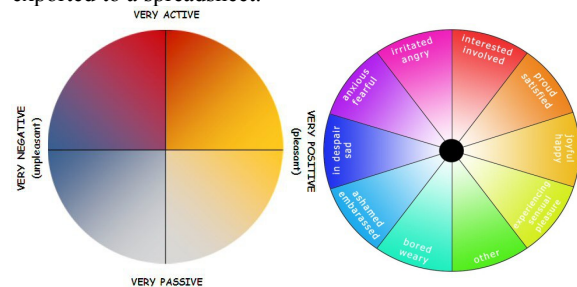 exported to a spreadsheet.
VERY ACTIVE
VERY NEGATIVE
(unpleasant)
VERY POSITIVE
(pleasant)
VERY PASSIVE
interested
involved
proud
satisfied
joyful
happy
experiencing
sensual
pleasure
other
bored
weary
ashamed
embarassed
in despair
sad
anxious
fearful
irritated
angry